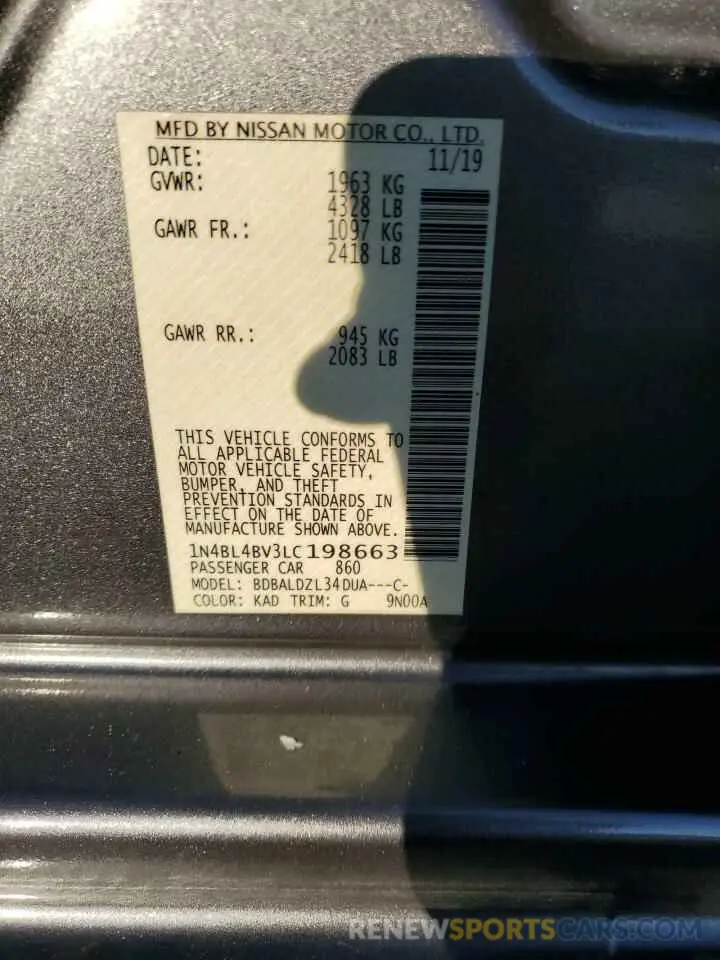 MFD BY NISSAN MOTOR CO., LTD.
DATE: 11/19
GVWR: 1963 KG
4328 LB
GAWR FR.: 1097 KG
2418 LB
GAWR RR.: 945 KG
2083 LB
THIS VEHICLE CONFORMS TO
ALL APPLICABLE FEDERAL
MOTOR VEHICLE SAFETY,
BUMPER, AND THEFT
PREVENTION STANDARDS IN
EFFECT ON THE DATE OF
MANUFACTURE SHOWN ABOVE.
1N4BL4BV3LC198663
PASSENGER CAR 860
MODEL: BDBALDZL34DUA---C-
COLOR: KAD TRIM: G 9N00A
RENEWSPORTSCARS.COM